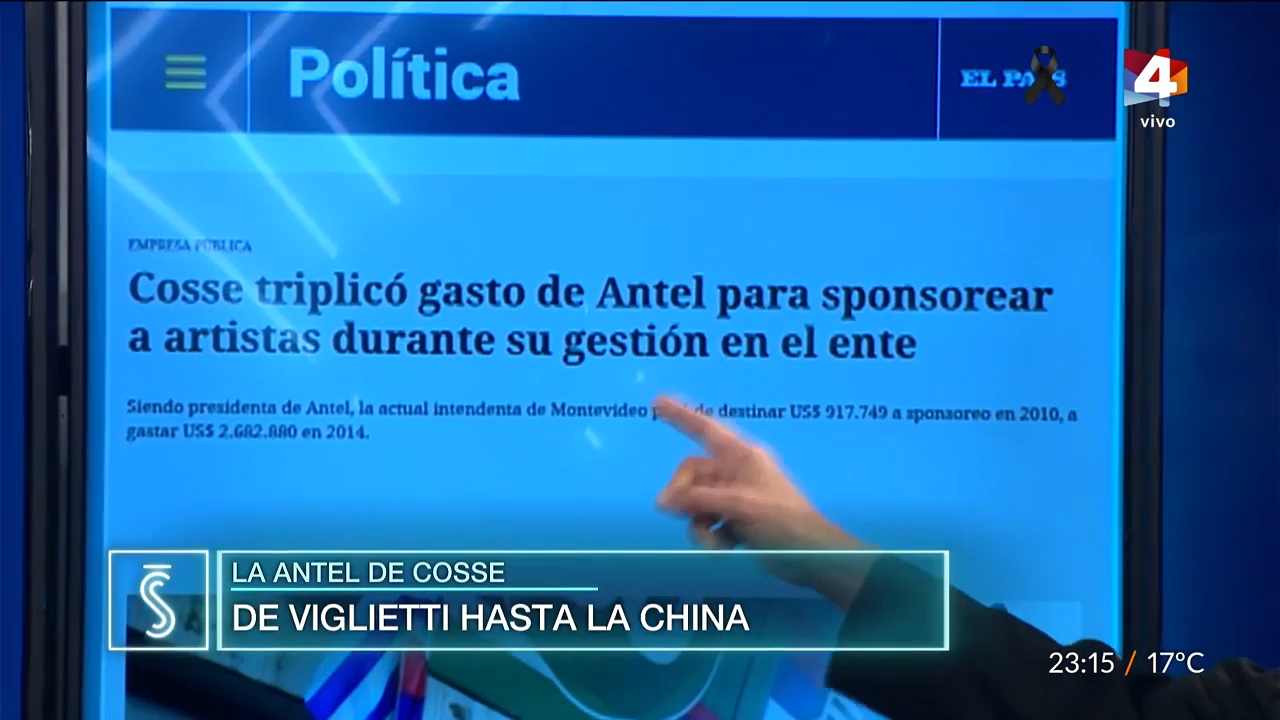 Política
EL PAÍS
4
vivo
EMPRESA PÚBLICA
Cosse triplicó gasto de Antel para sponsorear
a artistas durante su gestión en el ente
Siendo presidenta de Antel, la actual intendenta de Montevideo de destinar US$ 917.749 a sponsoreo en 2010, a
gastar US$ 2.682.880 en 2014.
LA ANTEL DE COSSE
DE VIGLIETTI HASTA LA CHINA
23:15 / 17°C